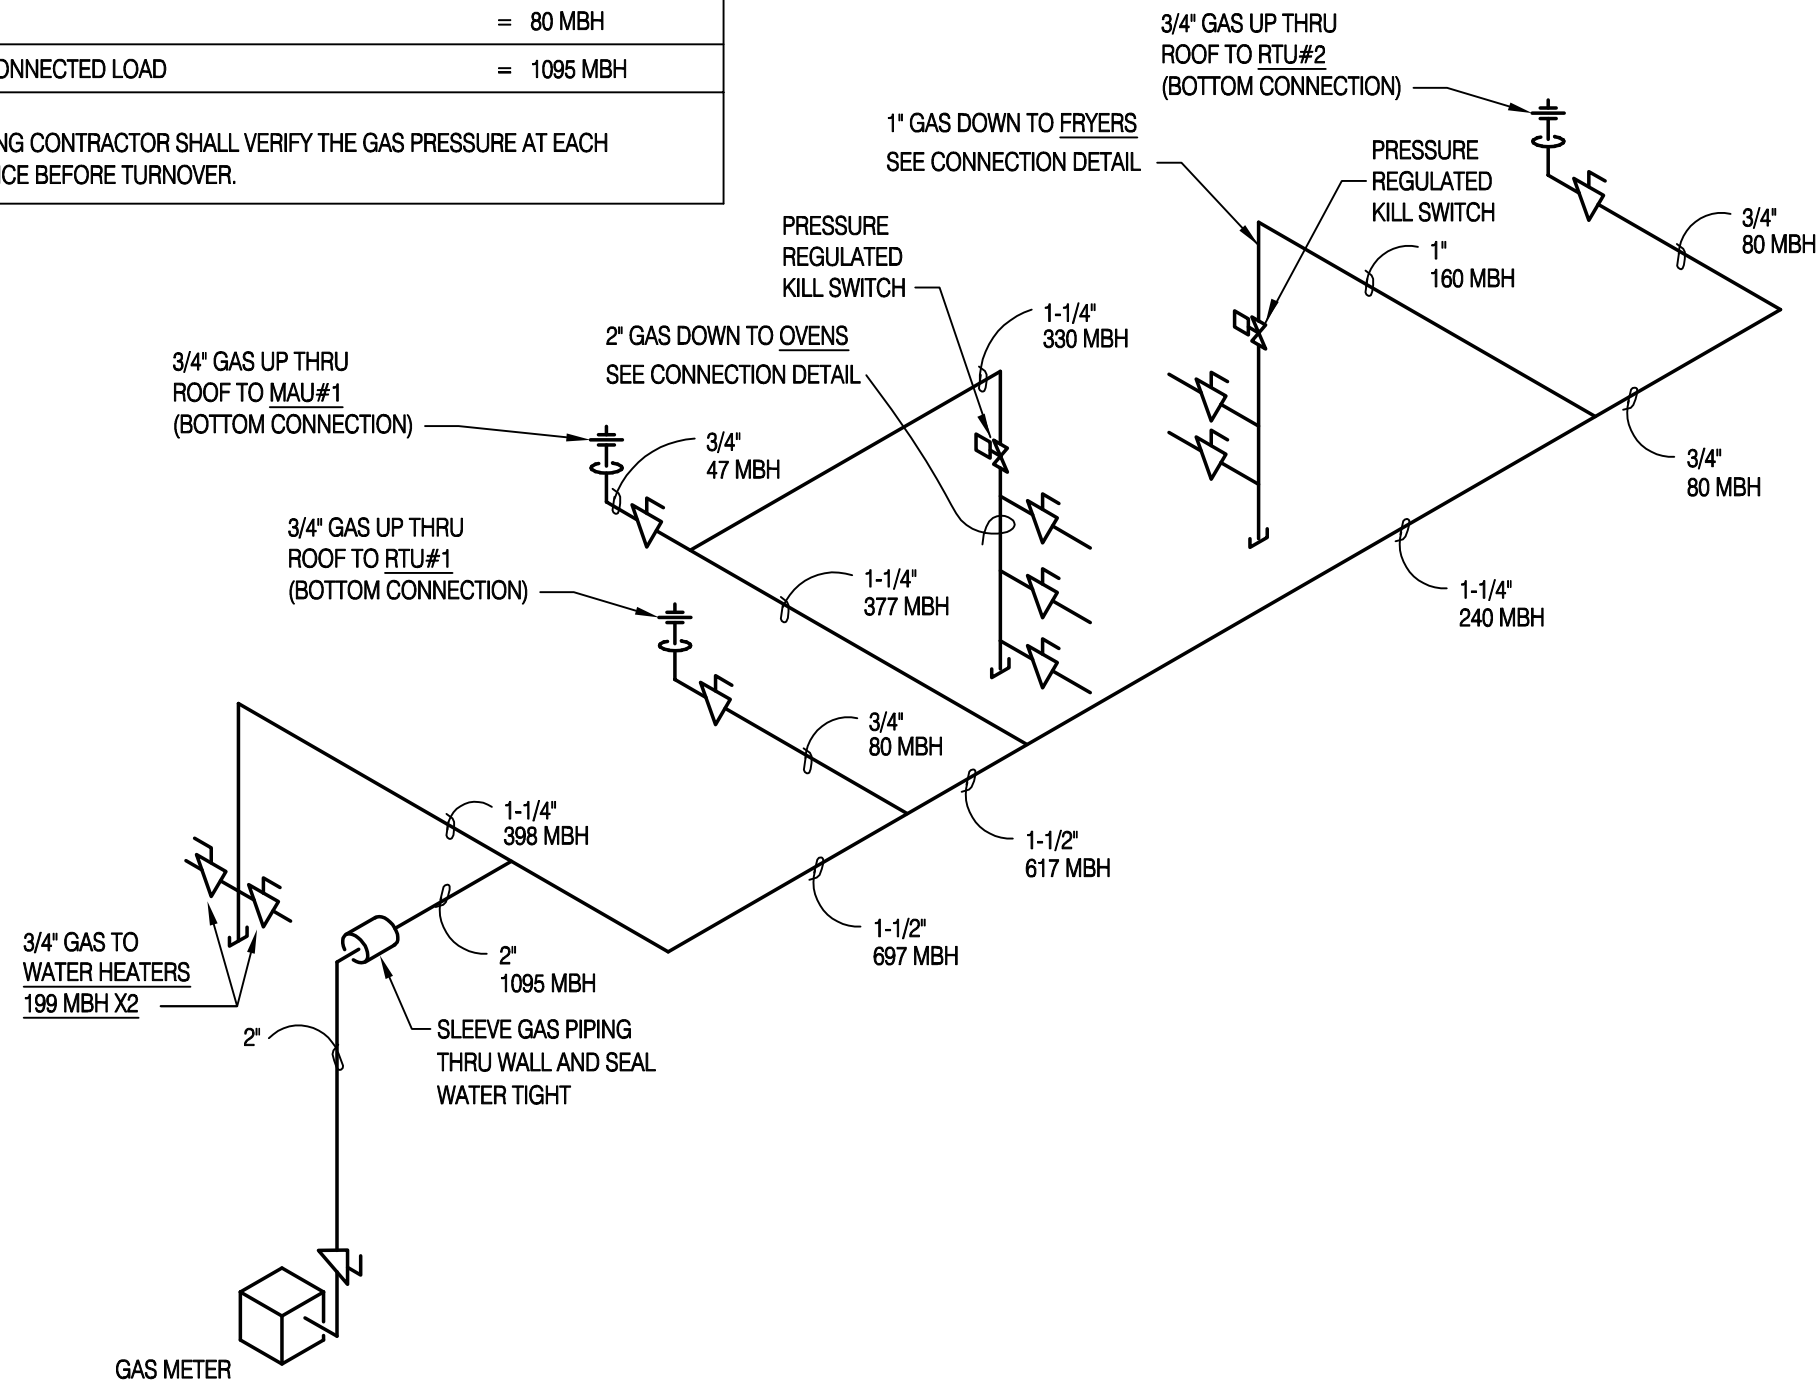 = 80 MBH
ONNECTED LOAD = 1095 MBH
NG CONTRACTOR SHALL VERIFY THE GAS PRESSURE AT EACH
NCE BEFORE TURNOVER.
3/4" GAS UP THRU
ROOF TO RTU#2
(BOTTOM CONNECTION)
1" GAS DOWN TO FRYERS
SEE CONNECTION DETAIL
PRESSURE
REGULATED
KILL SWITCH
3/4"
80 MBH
PRESSURE
REGULATED
KILL SWITCH
1"
160 MBH
1-1/4"
330 MBH
2" GAS DOWN TO OVENS
SEE CONNECTION DETAIL
3/4" GAS UP THRU
ROOF TO MAU#1
(BOTTOM CONNECTION)
3/4"
47 MBH
3/4"
80 MBH
3/4" GAS UP THRU
ROOF TO RTU#1
(BOTTOM CONNECTION)
1-1/4"
377 MBH
1-1/4"
240 MBH
3/4"
80 MBH
1-1/4"
398 MBH
1-1/2"
617 MBH
1-1/2"
697 MBH
3/4" GAS TO
WATER HEATERS
199 MBH X2
2"
1095 MBH
2"
SLEEVE GAS PIPING
THRU WALL AND SEAL
WATER TIGHT
GAS METER